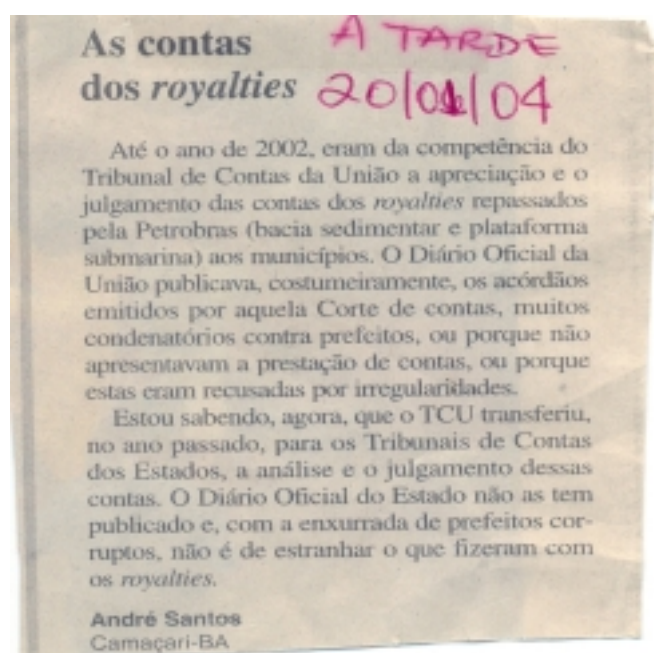 As contas
dos royalties
A TARDE
20/01/04
Até o ano de 2002, eram da competência do
Tribunal de Contas da União a apreciação e o
julgamento das contas dos royalties repassados
pela Petrobras (bacia sedimentar e plataforma
submarina) aos municípios. O Diário Oficial da
União publicava, costumeiramente, os acórdãos
emitidos por aquela Corte de contas, muitos
condenatórios contra prefeitos, ou porque não
apresentavam a prestação de contas, ou porque
estas eram recusadas por irregularidades.
Estou sabendo, agora, que o TCU transferiu,
no ano passado, para os Tribunais de Contas
dos Estados, a análise e o julgamento dessas
contas. O Diário Oficial do Estado não as tem
publicado e, com a enxurrada de prefeitos cor-
ruptos, não é de estranhar o que fizeram com
os royalties.
André Santos
Camaçari-BA